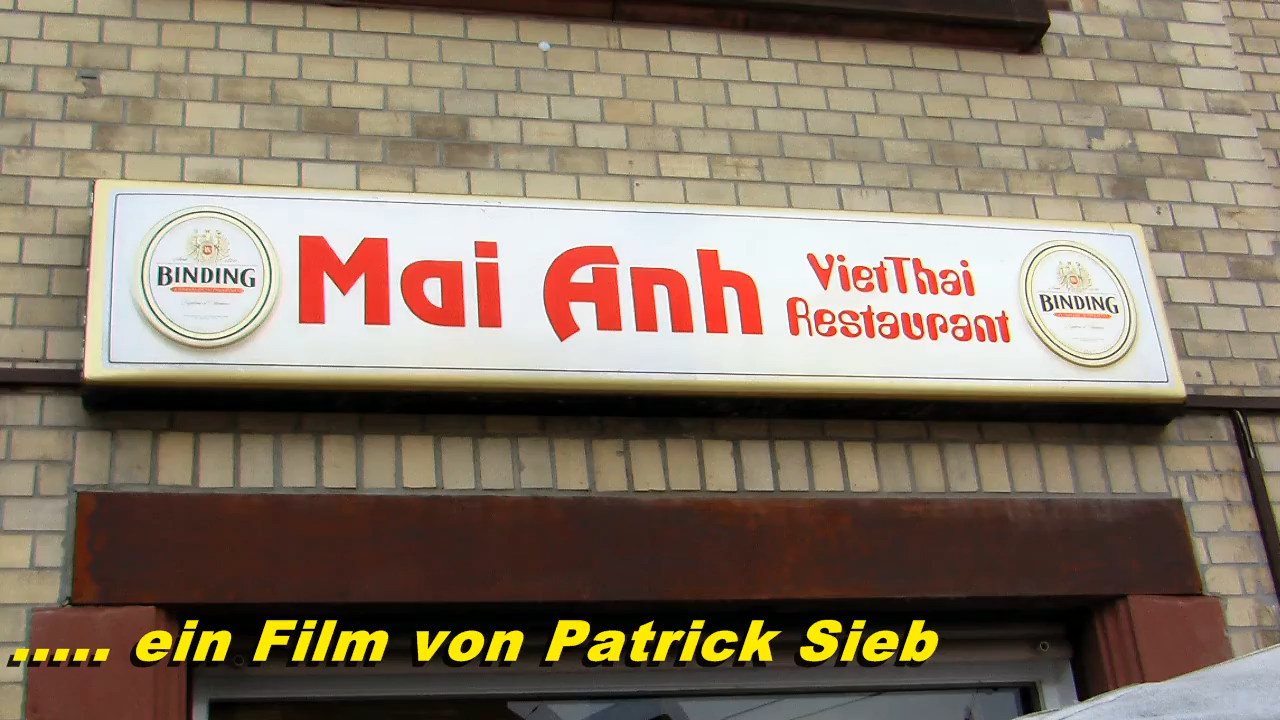 BINDING
Mai Anh
VietThai
Restaurant
BINDING
..... ein Film von Patrick Sieb